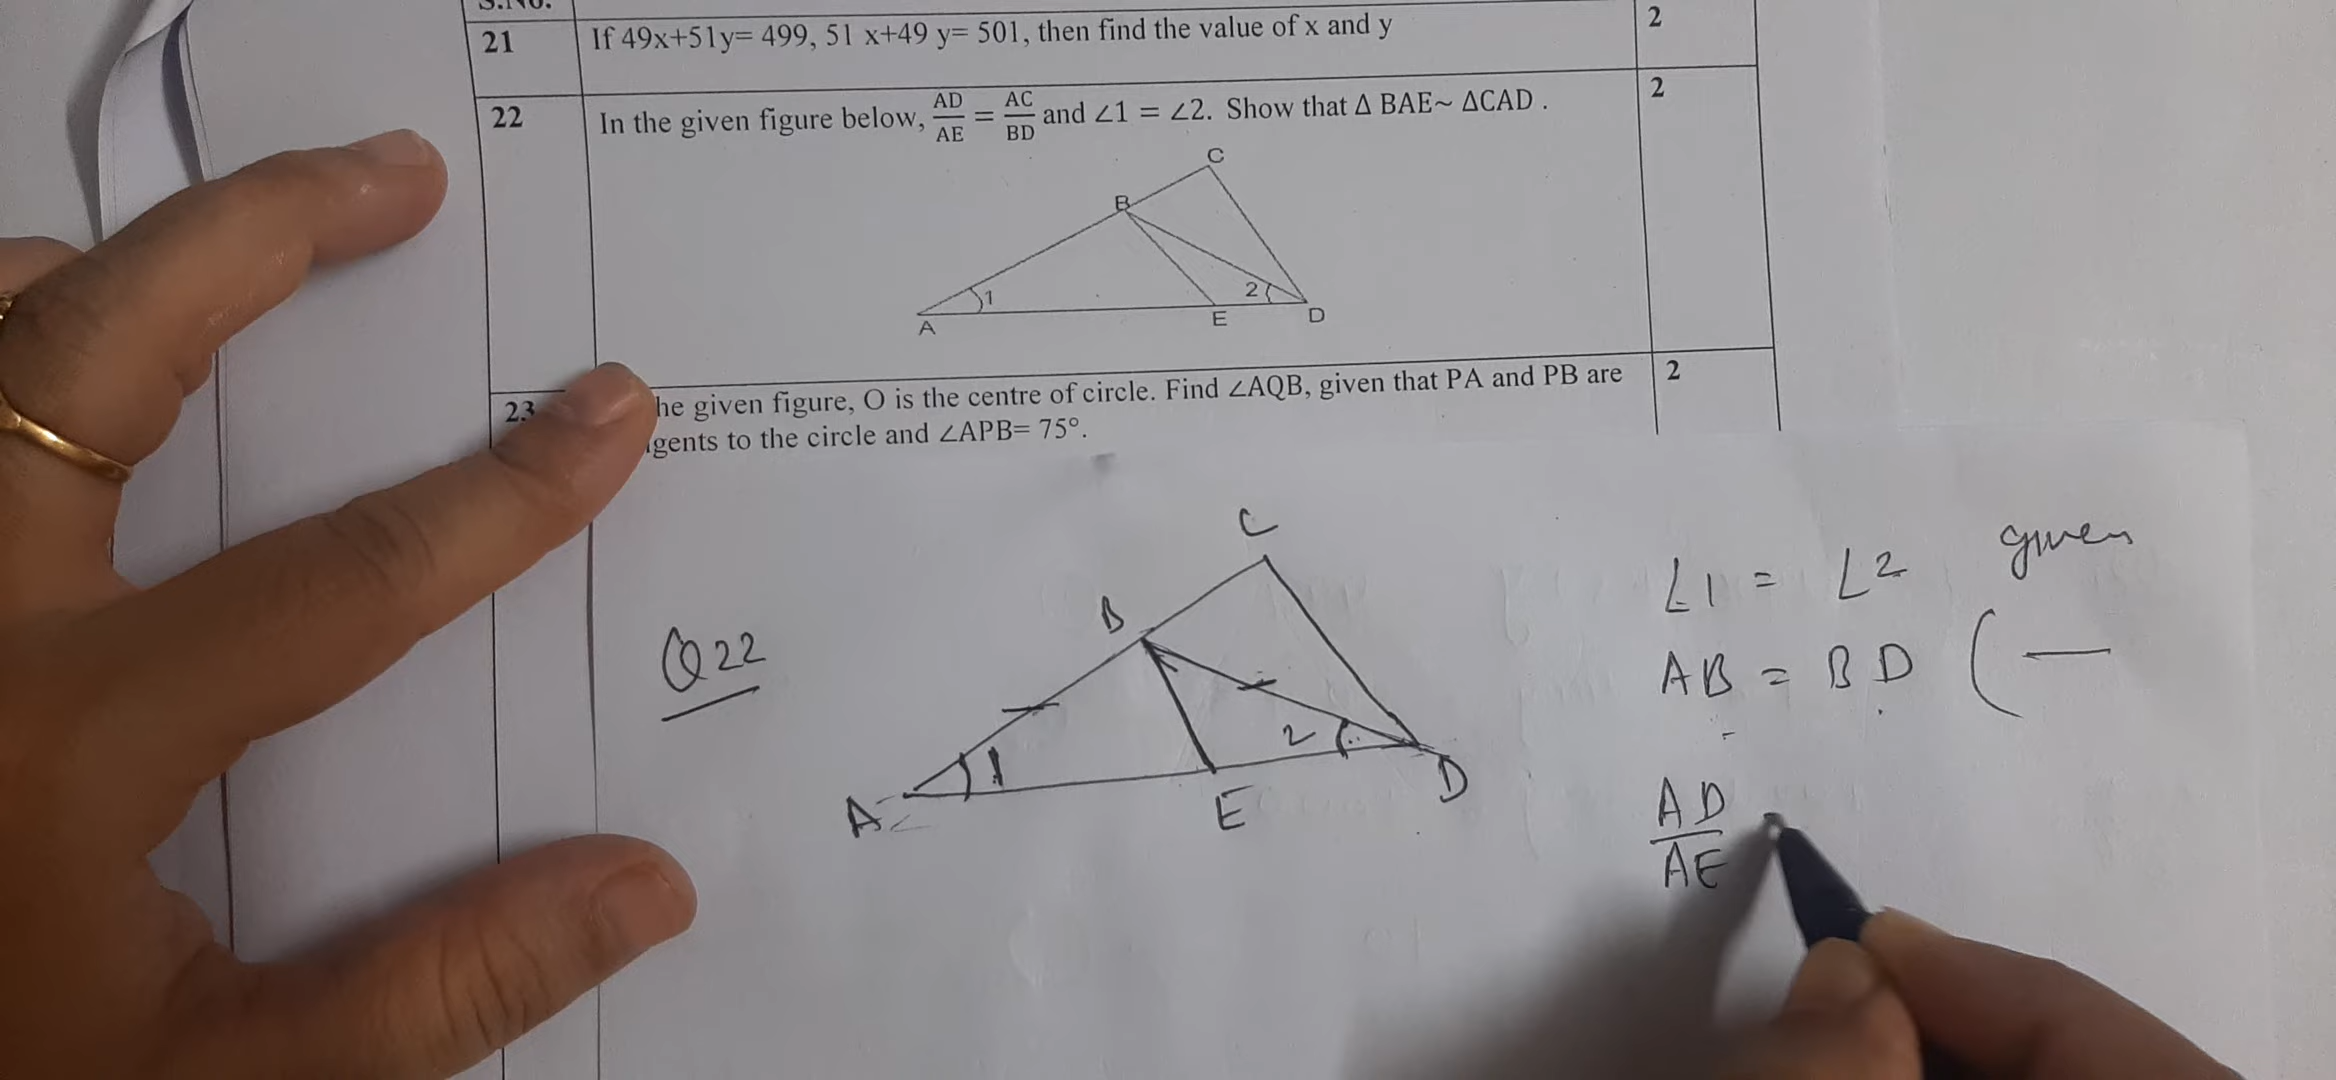 S.No.
21 If 49x+51y= 499, 51 x+49 y= 501, then find the value of x and y 2
22 In the given figure below, AD/AE = AC/BD and ∠1 = ∠2. Show that Δ BAE~ ΔCAD . 2
C
B
1 2
A E D
23 he given figure, O is the centre of circle. Find ∠AQB, given that PA and PB are 2
gents to the circle and ∠APB= 75°.
Q22
C
B
1 2
A E D
∠1 = ∠2 given
AB = BD ( —
AD/AE